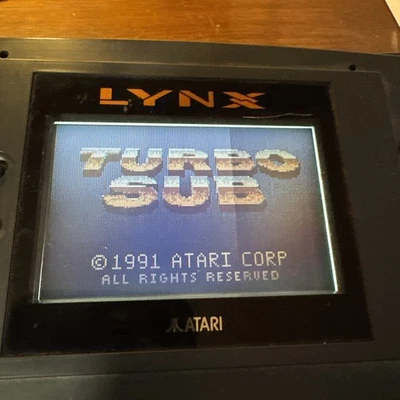 LYNX
TURBO
SUB
©1991 ATARI CORP
ALL RIGHTS RESERVED
ATARI